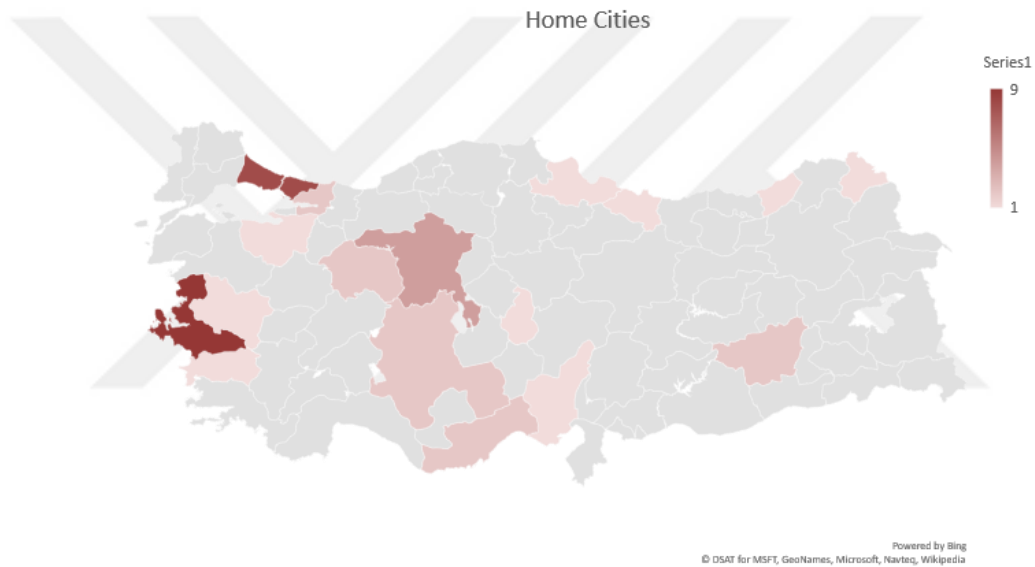 Home Cities
Series1
9
1
Powered by Bing
© DSAT for MSFT, GeoNames, Microsoft, Navteq, Wikipedia